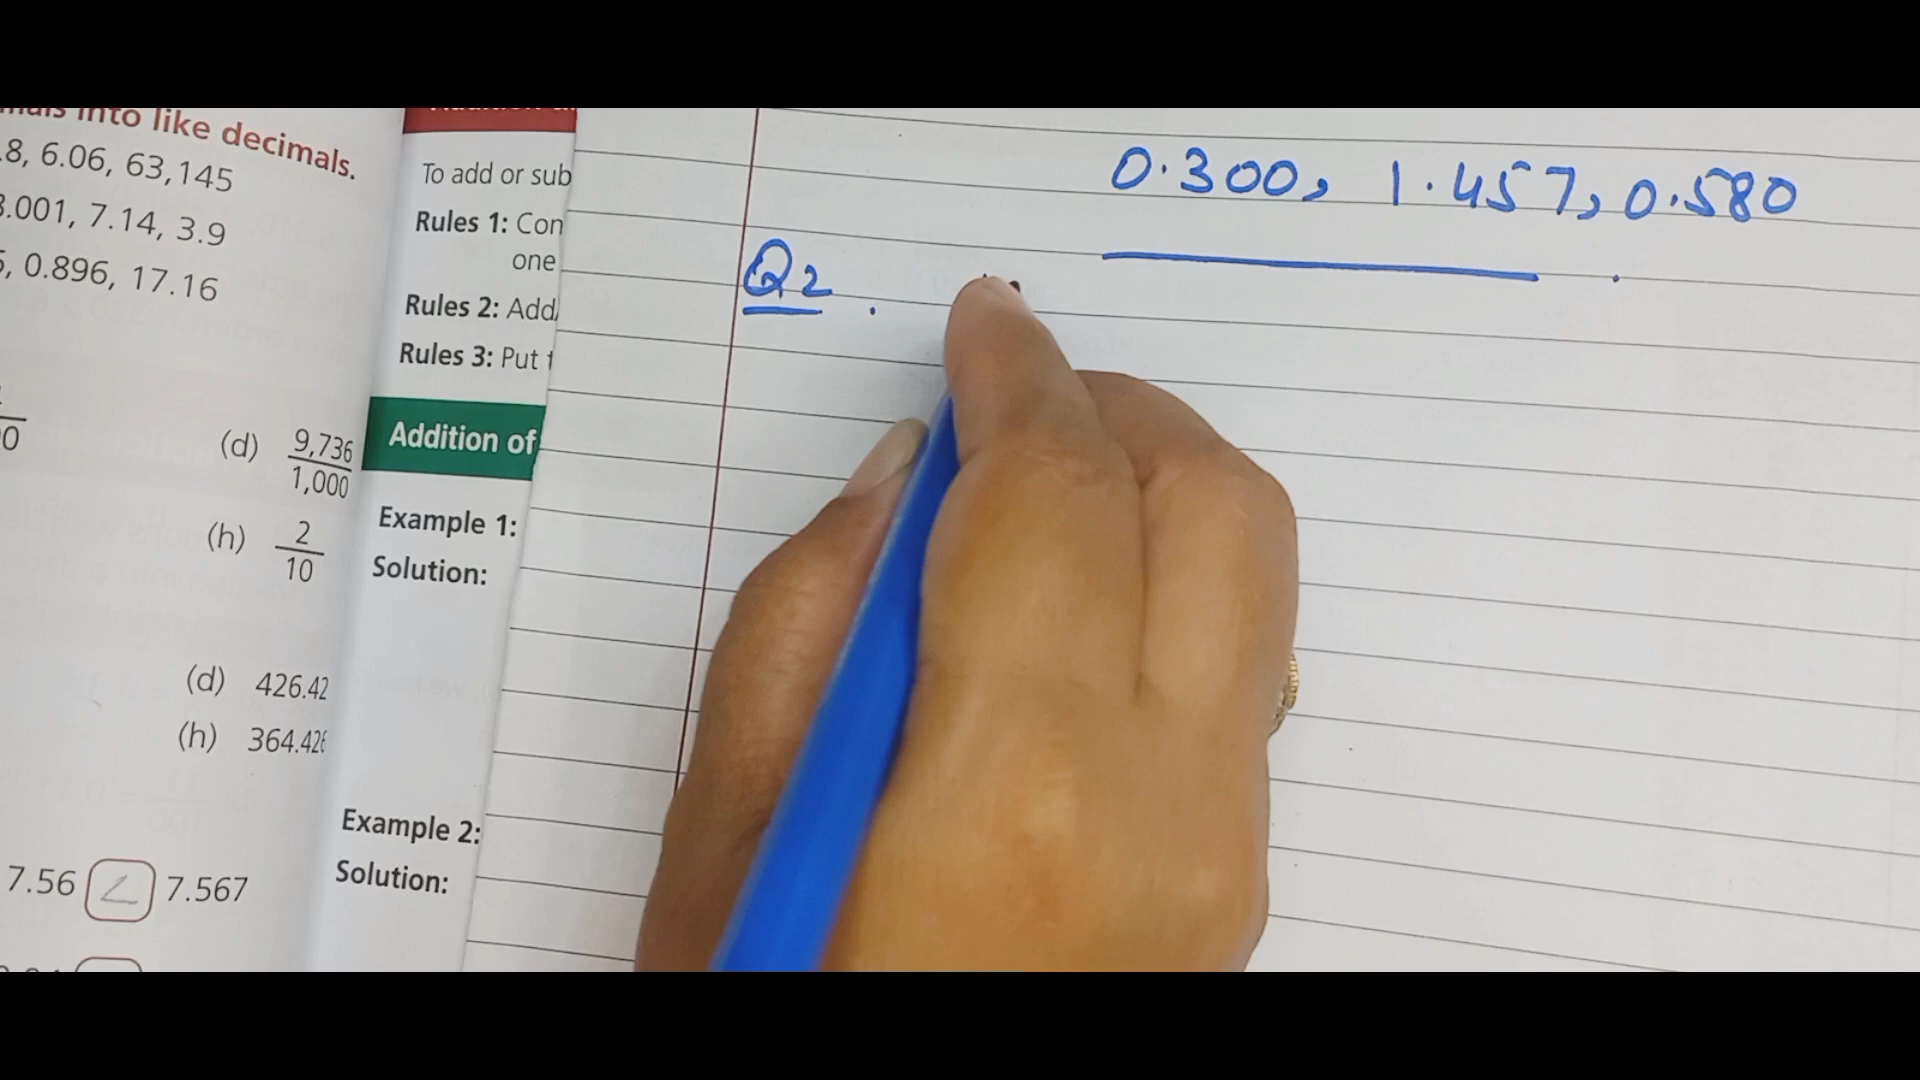 into like decimals.
.8, 6.06, 63,145
3.001, 7.14, 3.9
, 0.896, 17.16
0
(d) 9,736
1,000
(h) 2
10
(d) 426.42
(h) 364.426
7.56 < 7.567
To add or sub
Rules 1: Con
one
Rules 2: Add
Rules 3: Put
Addition of
Example 1:
Solution:
Example 2:
Solution:
0.300, 1.457, 0.580
Q2.